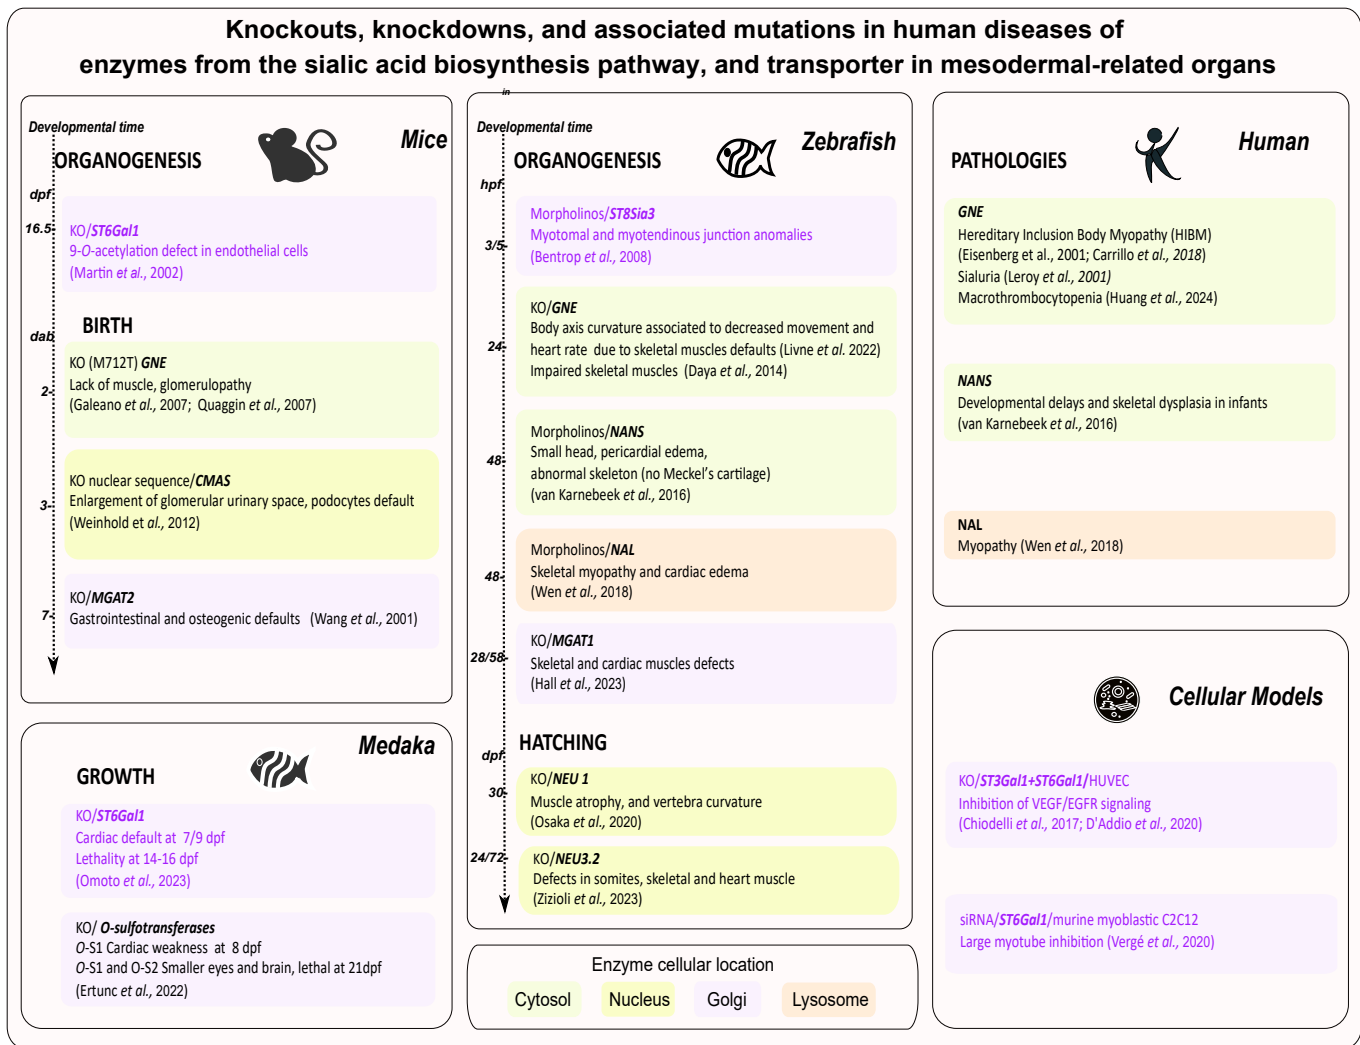 Knockouts, knockdowns, and associated mutations in human diseases of
enzymes from the sialic acid biosynthesis pathway, and transporter in mesodermal-related organs
Developmental time
Mice
ORGANOGENESIS
dpf
16.5-
KO/ST6Gal1
9-O-acetylation defect in endothelial cells
(Martin et al., 2002)
BIRTH
dab
KO (M712T) GNE
2-
Lack of muscle, glomerulopathy
(Galeano et al., 2007; Quaggin et al., 2007)
KO nuclear sequence/CMAS
3-
Enlargement of glomerular urinary space, podocytes default
(Weinhold et al., 2012)
KO/MGAT2
7-
Gastrointestinal and osteogenic defaults (Wang et al., 2001)
Medaka
GROWTH
KO/ST6Gal1
Cardiac default at 7/9 dpf
Lethality at 14-16 dpf
(Omoto et al., 2023)
KO/ O-sulfotransferases
O-S1 Cardiac weakness at 8 dpf
O-S1 and O-S2 Smaller eyes and brain, lethal at 21dpf
(Ertunc et al., 2022)
in
Developmental time
Zebrafish
ORGANOGENESIS
hpf
Morpholinos/ST8Sia3
3/5-
Myotomal and myotendinous junction anomalies
(Bentrop et al., 2008)
KO/GNE
Body axis curvature associated to decreased movement and
24-
heart rate due to skeletal muscles defaults (Livne et al. 2022)
Impaired skeletal muscles (Daya et al., 2014)
Morpholinos/NANS
Small head, pericardial edema,
48-
abnormal skeleton (no Meckel's cartilage)
(van Karnebeek et al., 2016)
Morpholinos/NAL
48-
Skeletal myopathy and cardiac edema
(Wen et al., 2018)
KO/MGAT1
28/58-
Skeletal and cardiac muscles defects
(Hall et al., 2023)
HATCHING
dpf
KO/NEU 1
30-
Muscle atrophy, and vertebra curvature
(Osaka et al., 2020)
24/72-
KO/NEU3.2
Defects in somites, skeletal and heart muscle
(Zizioli et al., 2023)
Enzyme cellular location
Cytosol
Nucleus
Golgi
Lysosome
Human
PATHOLOGIES
GNE
Hereditary Inclusion Body Myopathy (HIBM)
(Eisenberg et al., 2001; Carrillo et al., 2018)
Sialuria (Leroy et al., 2001)
Macrothrombocytopenia (Huang et al., 2024)
NANS
Developmental delays and skeletal dysplasia in infants
(van Karnebeek et al., 2016)
NAL
Myopathy (Wen et al., 2018)
Cellular Models
KO/ST3Gal1+ST6Gal1/HUVEC
Inhibition of VEGF/EGFR signaling
(Chiodelli et al., 2017; D'Addio et al., 2020)
siRNA/ST6Gal1/murine myoblastic C2C12
Large myotube inhibition (Vergé et al., 2020)